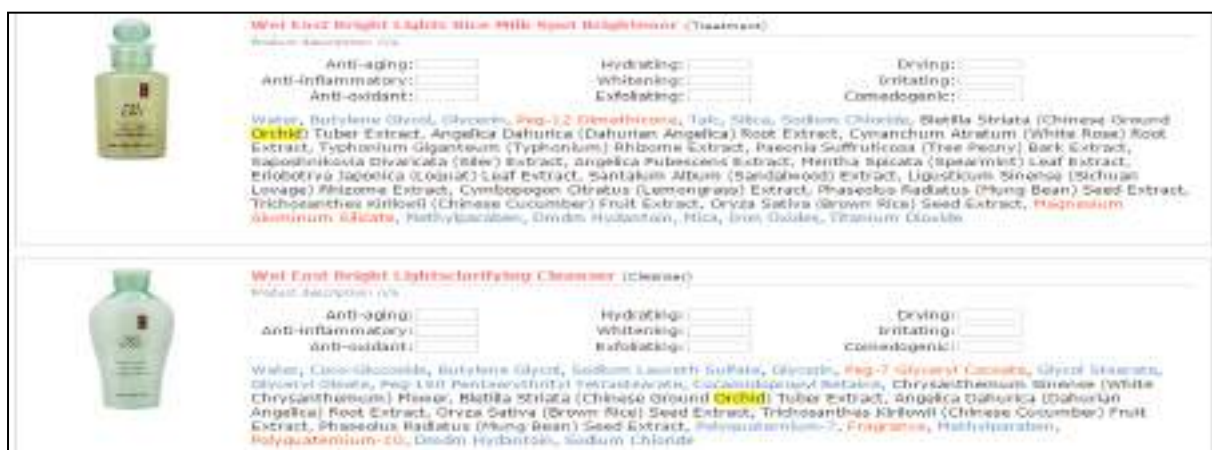 Wei East Bright Lights Rice Milk Spot Brightener (Treatment)
Product description: n/a
Anti-aging: Hydrating: Drying:
Anti-inflammatory: Whitening: Irritating:
Anti-oxidant: Exfoliating: Comedogenic:
Water, Butylene Glycol, Glycerin, Peg-12 Dimethicone, Talc, Silica, Sodium Chloride, Bletilla Striata (Chinese Ground
Orchid) Tuber Extract, Angelica Dahurica (Dahurian Angelica) Root Extract, Cynanchum Atratum (White Rose) Root
Extract, Typhonium Giganteum (Typhonium) Rhizome Extract, Paeonia Suffruticosa (Tree Peony) Bark Extract,
Saposhnikovia Divaricata (Siler) Extract, Angelica Pubescens Extract, Mentha Spicata (Spearmint) Leaf Extract,
Eriobotrya Japonica (Loquat) Leaf Extract, Santalum Album (Sandalwood) Extract, Ligusticum Sinense (Sichuan
Lovage) Rhizome Extract, Cymbopogon Citratus (Lemongrass) Extract, Phaseolus Radiatus (Mung Bean) Seed Extract,
Trichosanthes Kirilowii (Chinese Cucumber) Fruit Extract, Oryza Sativa (Brown Rice) Seed Extract, Magnesium
Aluminum Silicate, Methylparaben, Dmdm Hydantoin, Mica, Iron Oxides, Titanium Dioxide
Wei East Bright Lightsclarifying Cleanser (Cleanser)
Product description: n/a
Anti-aging: Hydrating: Drying:
Anti-inflammatory: Whitening: Irritating:
Anti-oxidant: Exfoliating: Comedogenic:
Water, Coco-Glucoside, Butylene Glycol, Sodium Laureth Sulfate, Glycerin, Peg-7 Glyceryl Cocoate, Glycol Stearate,
Glyceryl Oleate, Peg-150 Pentaerythrityl Tetrastearate, Cocamidopropyl Betaine, Chrysanthemum Sinense (White
Chrysanthemum) Flower, Bletilla Striata (Chinese Ground Orchid) Tuber Extract, Angelica Dahurica (Dahurian
Angelica) Root Extract, Oryza Sativa (Brown Rice) Seed Extract, Trichosanthes Kirilowii (Chinese Cucumber) Fruit
Extract, Phaseolus Radiatus (Mung Bean) Seed Extract, Polyquaternium-7, Fragrance, Methylparaben,
Polyquaternium-10, Dmdm Hydantoin, Sodium Chloride